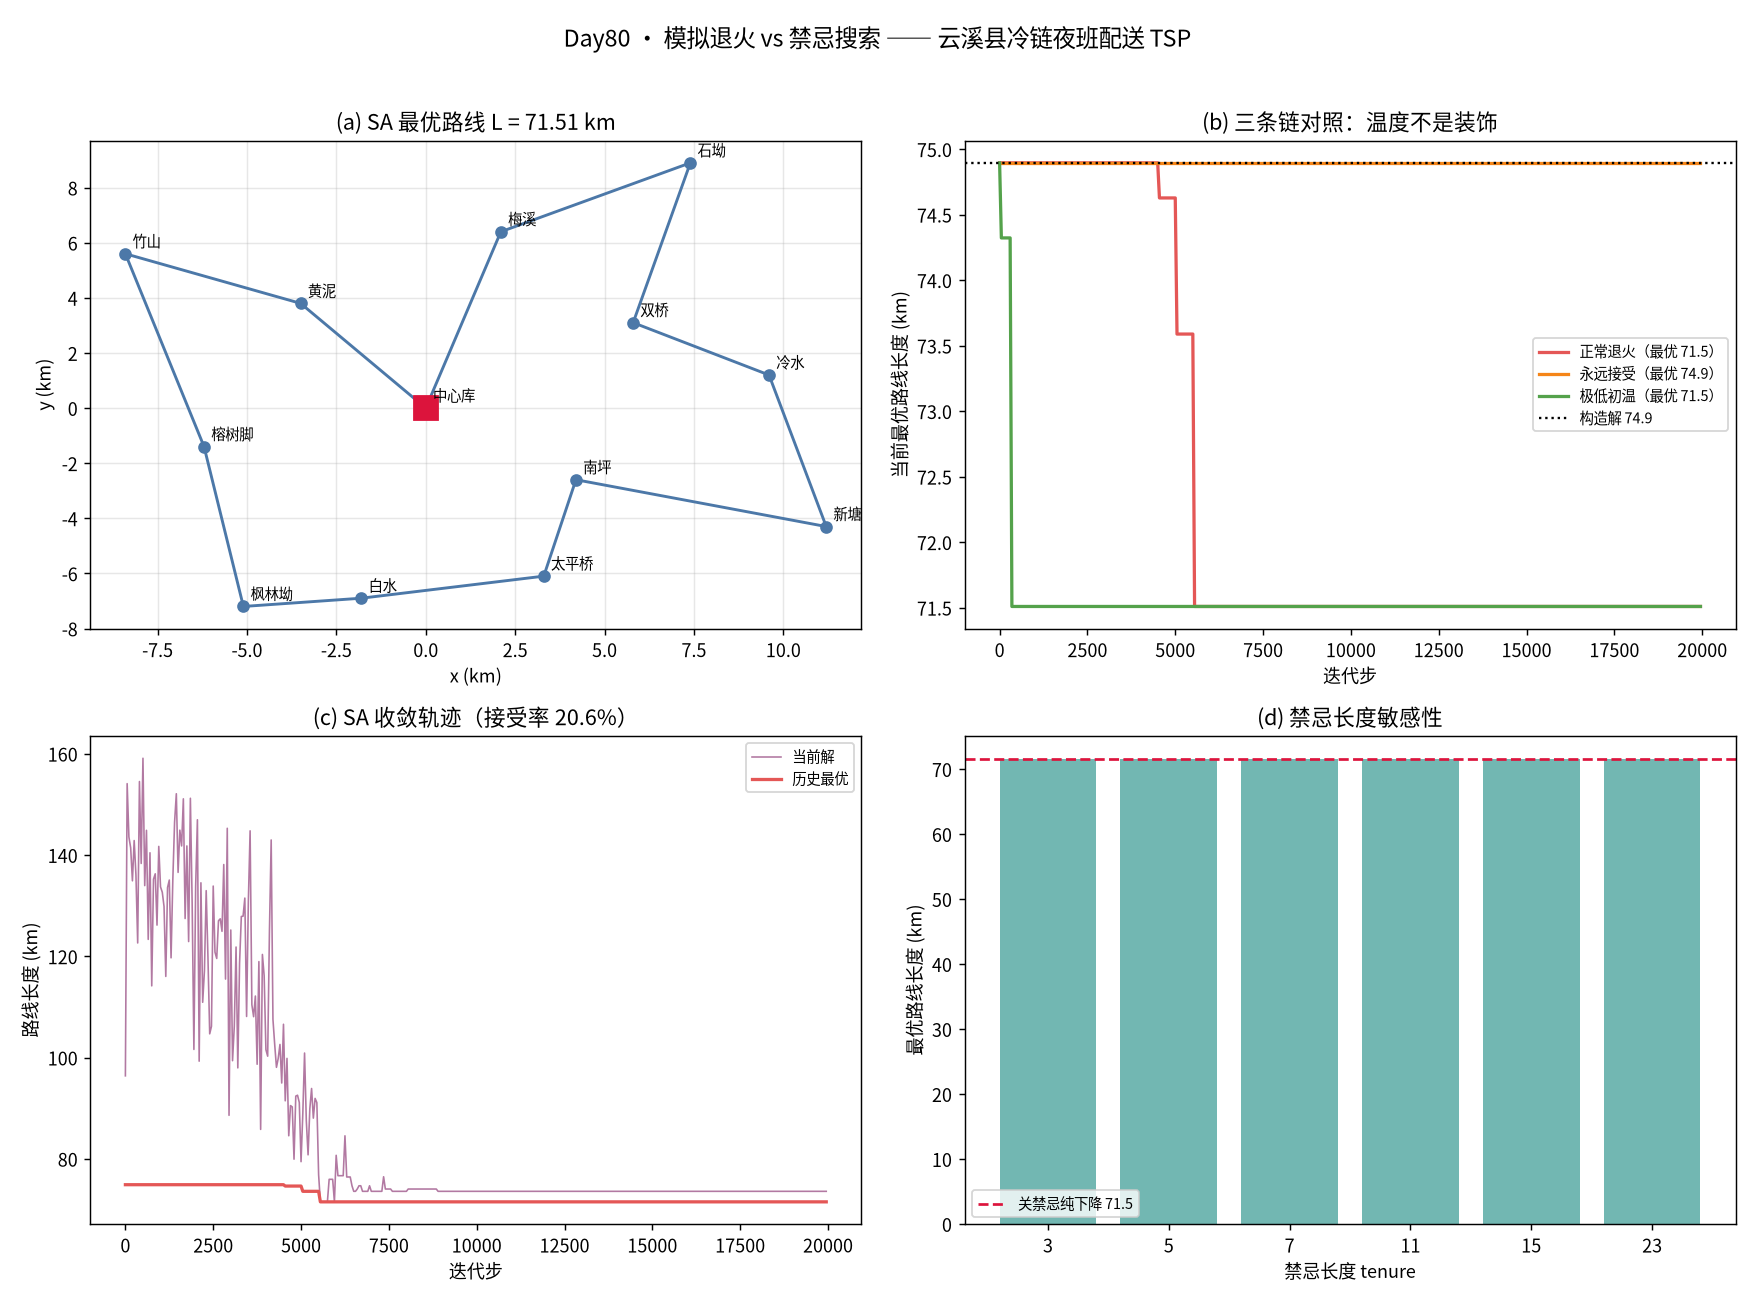 Day80 · 模拟退火 vs 禁忌搜索 —— 云溪县冷链夜班配送 TSP
(a) SA 最优路线 L = 71.51 km
石坳
梅溪
竹山
黄泥
双桥
冷水
中心库
榕树脚
南坪
新塘
太平桥
白水
枫林坳
8
6
4
2
0
-2
-4
-6
-8
y (km)
-7.5 -5.0 -2.5 0.0 2.5 5.0 7.5 10.0
x (km)
(b) 三条链对照：温度不是装饰
75.0
74.5
74.0
73.5
73.0
72.5
72.0
71.5
当前最优路线长度 (km)
正常退火（最优 71.5）
永远接受（最优 74.9）
极低初温（最优 71.5）
构造解 74.9
0 2500 5000 7500 10000 12500 15000 17500 20000
迭代步
(c) SA 收敛轨迹（接受率 20.6%）
160
140
120
100
80
路线长度 (km)
当前解
历史最优
0 2500 5000 7500 10000 12500 15000 17500 20000
迭代步
(d) 禁忌长度敏感性
70
60
50
40
30
20
10
0
最优路线长度 (km)
关禁忌纯下降 71.5
3 5 7 11 15 23
禁忌长度 tenure